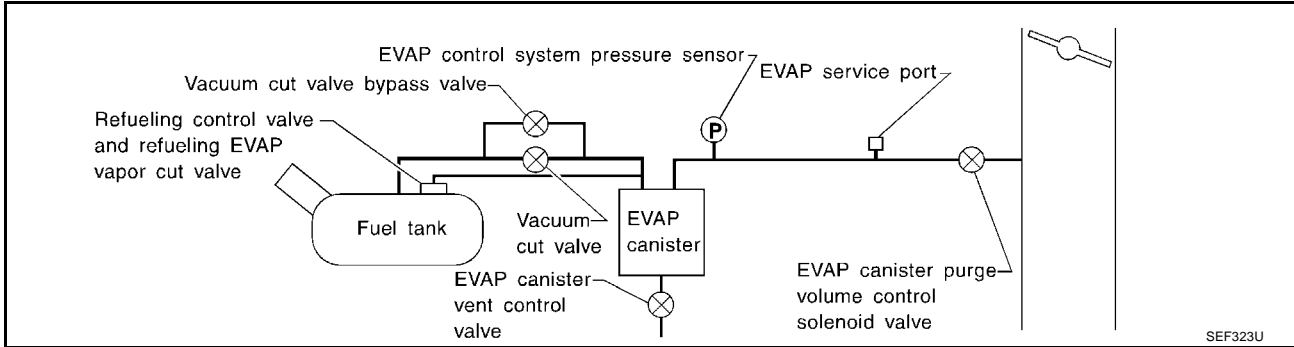 EVAP control system pressure sensor
EVAP service port
Vacuum cut valve bypass valve
Refueling control valve
and refueling EVAP
vapor cut valve
P
Fuel tank
Vacuum
cut valve
EVAP
canister
EVAP canister
vent control
valve
EVAP canister purge
volume control
solenoid valve
SEF323U